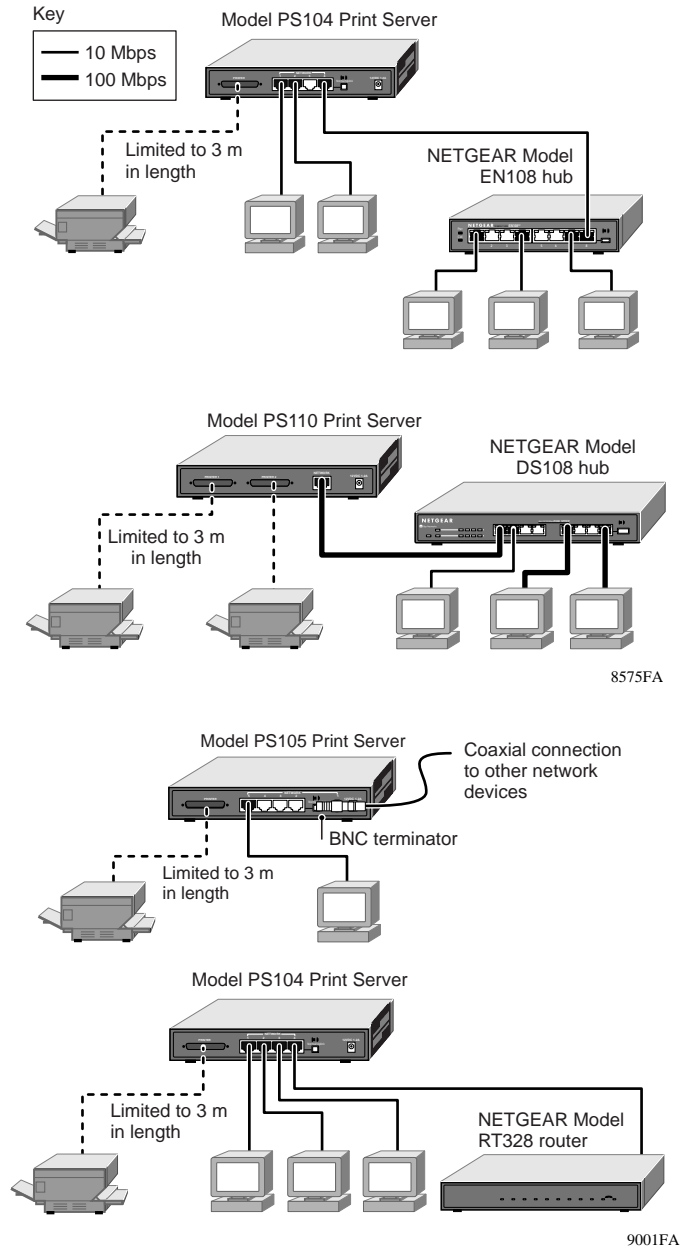 Key
Model PS104 Print Server
10 Mbps
100 Mbps
Limited to 3 m
in length
NETGEAR Model
EN108 hub
NETGEAR
Model PS110 Print Server
NETGEAR Model
DS108 hub
NETGEAR
Limited to 3 m
in length
8575FA
Model PS105 Print Server
Coaxial connection
to other network
devices
BNC terminator
Limited to 3 m
in length
Model PS104 Print Server
Limited to 3 m
in length
NETGEAR Model
RT328 router
9001FA